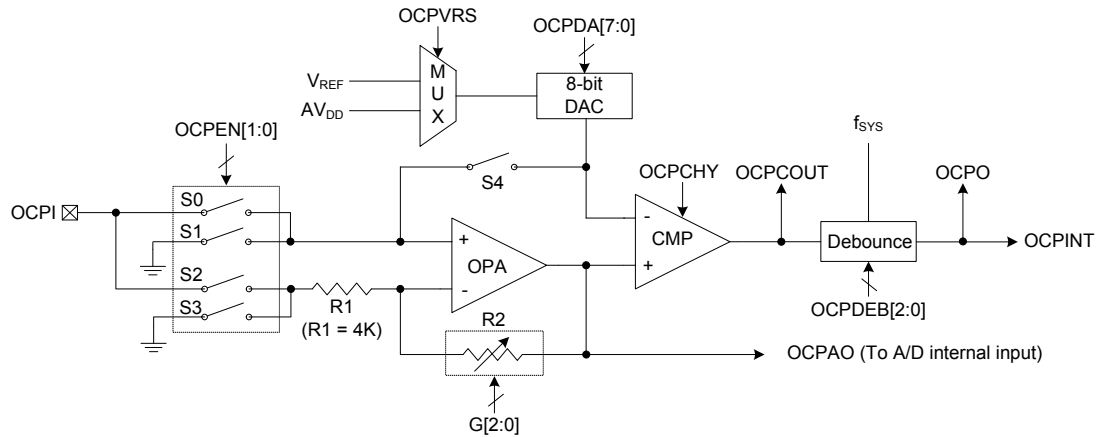 OCPVRS
OCPDA[7:0]
VREF
AVDD
M
U
X
8-bit
DAC
OCPEN[1:0]
fSYS
S4
OCPCHY
OCPCOUT
OCPO
OCPI
S0
S1
S2
S3
+
-
OPA
-
+
CMP
Debounce
OCPINT
R1
(R1 = 4K)
R2
OCPDEB[2:0]
OCPAO (To A/D internal input)
G[2:0]